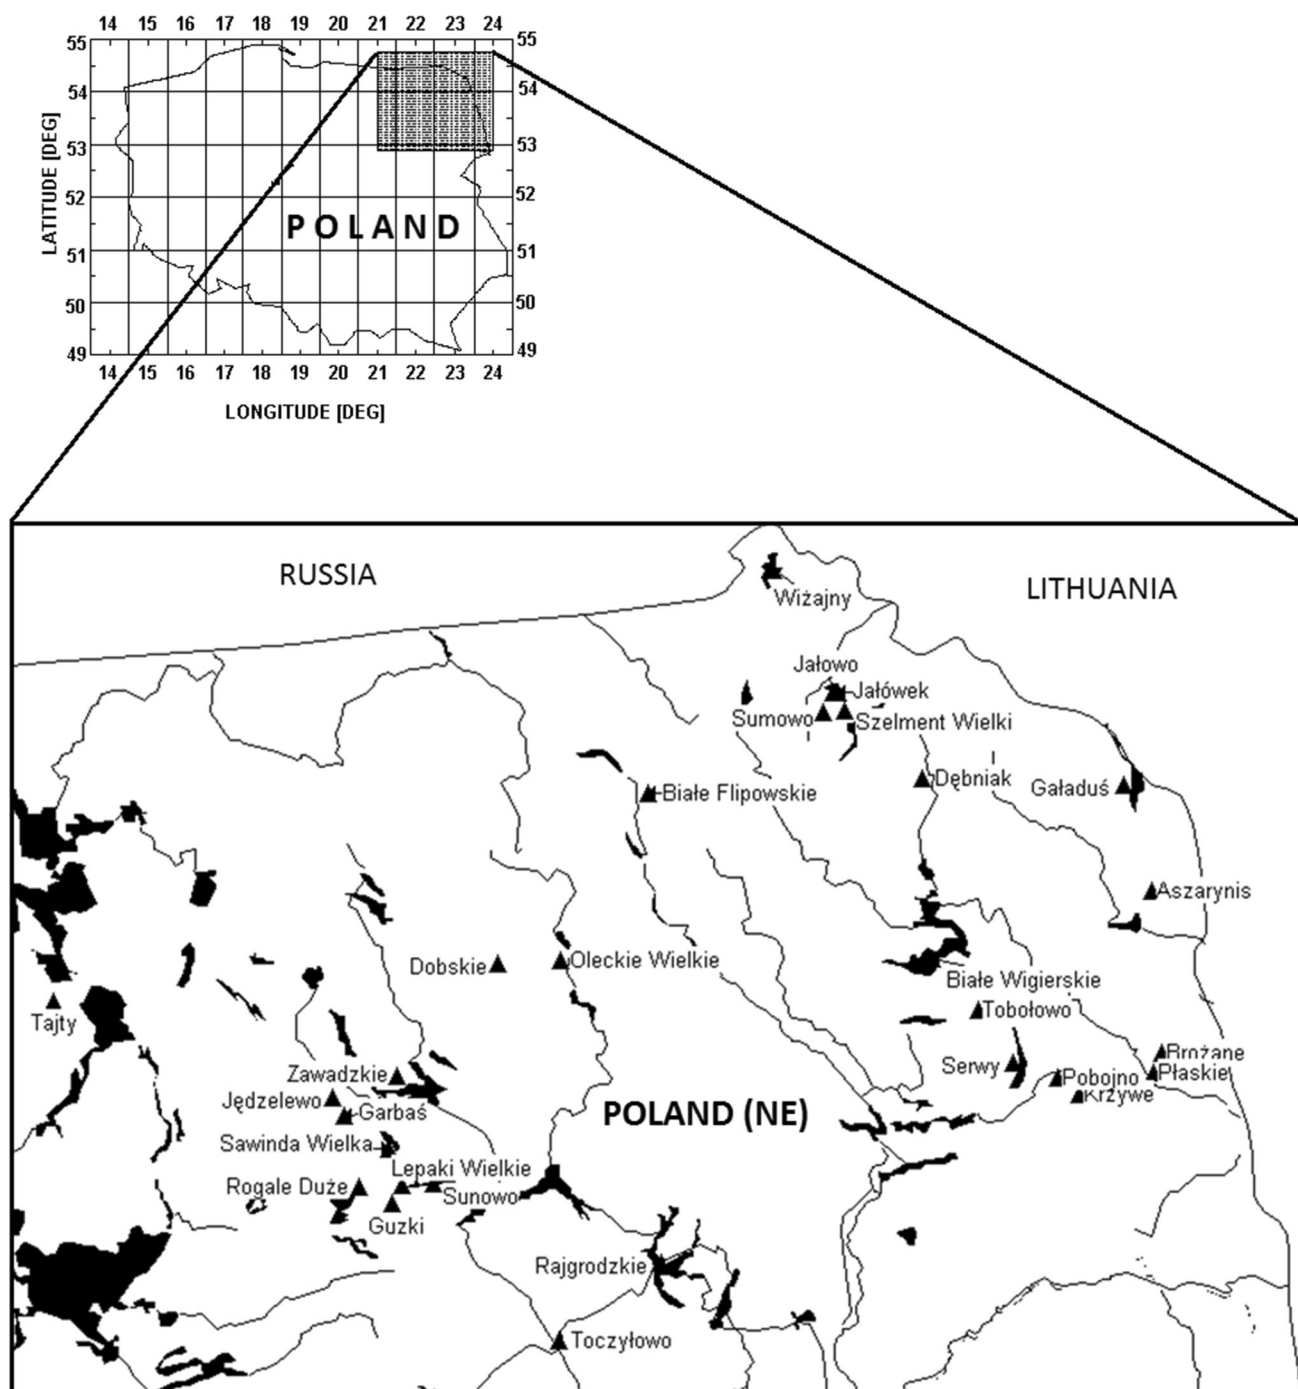 14 15 16 17 18 19 20 21 22 23 24
55 55
54 54
53 53
52 52
51 51
50 50
49 49
LATITUDE [DEG]
POLAND
14 15 16 17 18 19 20 21 22 23 24
LONGITUDE [DEG]
RUSSIA
LITHUANIA
Wiżajny
Jałowo
Jałówek
Sumowo
Szelment Wielki
Dębniak
Gaładuś
Białe Flipowskie
Aszarynis
Dobskie
Oleckie Wielkie
Białe Wigierskie
Tobołowo
Tajty
Serwy
Brożane
Płaskie
Pobojno
Krzywe
Zawadzkie
Jędzelewo
Garbaś
POLAND (NE)
Sawinda Wielka
Lepaki Wielkie
Rogale Duże
Sunowo
Guzki
Rajgrodzkie
Toczyłowo